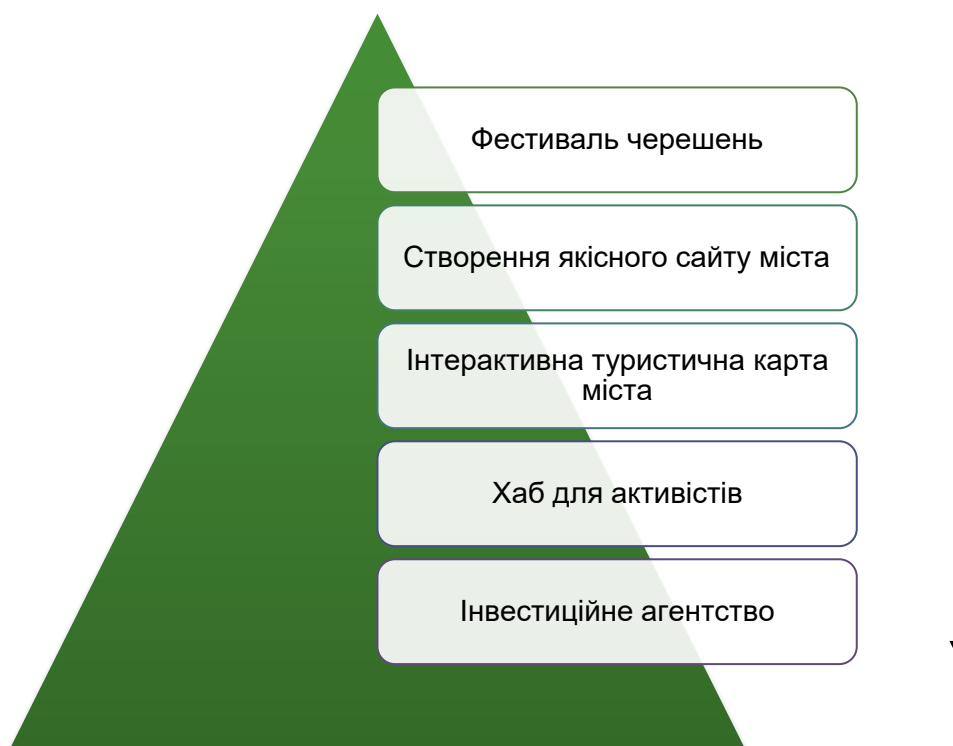 Фестиваль черешень
Створення якісного сайту міста
Інтерактивна туристична карта
міста
Хаб для активістів
Інвестиційне агентство